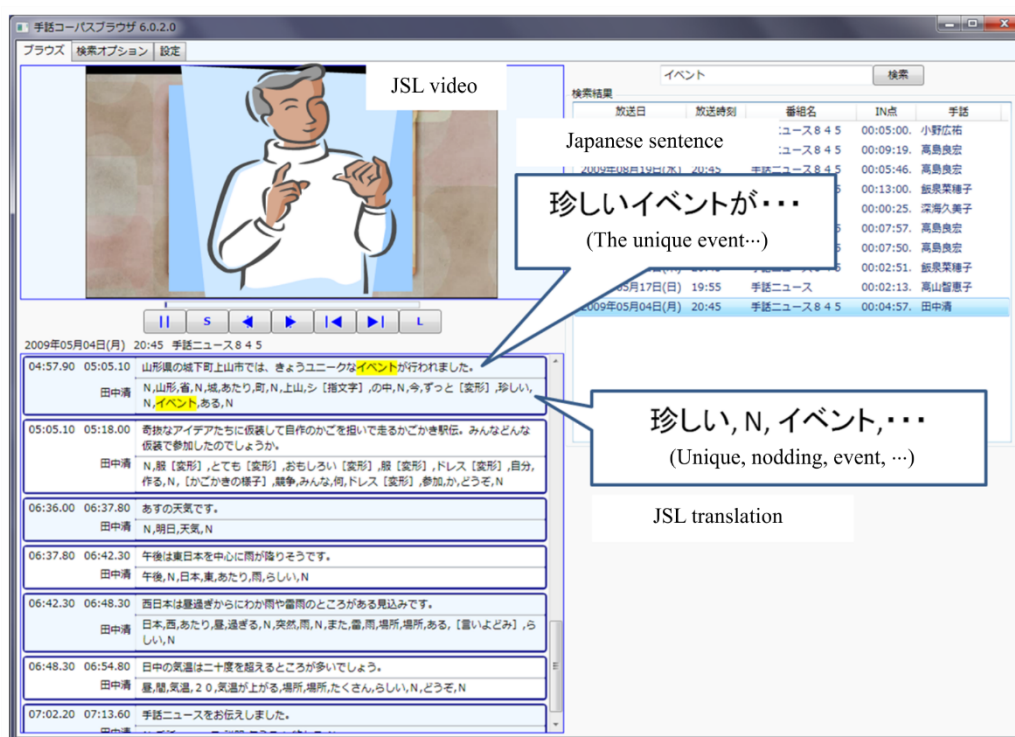 手話コーパスブラウザ 6.0.2.0
ブラウズ 検索オプション 設定
JSL video
イベント 検索
検索結果
放送日 放送時刻 番組名 IN点 手話
ュース８４５ 00:05:00. 小野広祐
Japanese sentence
ュース８４５ 00:09:19. 高島良宏
2009年08月19日(水) 20:45 手話ニュース８４５ 00:05:46. 高島良宏
00:13:00. 飯泉菜穂子
珍しいイベントが・・・
00:00:25. 深海久美子
00:07:57. 高島良宏
(The unique event···)
00:07:50. 高島良宏
00:02:51. 飯泉菜穂子
05月17日(日) 19:55 手話ニュース 00:02:13. 高山智恵子
2009年05月04日(月) 20:45 手話ニュース８４５ 00:04:57. 田中清
S L
2009年05月04日(月) 20:45 手話ニュース８４５
04:57.90 05:05.10 山形県の城下町上山市では、きょうユニークなイベントが行われました。
田中清 N,山形,省,N,城,あたり,町,N,上山,シ［指文字］,の中,N,今,ずっと［変形］,珍しい,
N,イベント,ある,N
珍しい, N, イベント,・・・
(Unique, nodding, event, ···)
JSL translation
05:05.10 05:18.00 奇抜なアイデアたちに仮装して自作のかごを担いで走るかごかき駅伝。みんなどんな
仮装で参加したのでしょうか。
田中清 N,服［変形］,とても［変形］,おもしろい［変形］,服［変形］,ドレス［変形］,自分,
作る,N,［かごかきの様子］,競争,みんな,何,ドレス［変形］,参加,か,どうぞ,N
06:36.00 06:37.80 あすの天気です。
田中清 N,明日,天気,N
06:37.80 06:42.30 午後は東日本を中心に雨が降りそうです。
田中清 午後,N,日本,東,あたり,雨,らしい,N
06:42.30 06:48.30 西日本は昼過ぎからにわか雨や雷雨のところがある見込みです。
田中清 日本,西,あたり,昼,過ぎる,N,突然,雨,N,また,雷,雨,場所,場所,ある,［言いよどみ］,ら
しい,N
06:48.30 06:54.80 日中の気温は二十度を超えるところが多いでしょう。
田中清 昼,間,気温,２０,気温が上がる,場所,場所,たくさん,らしい,N,どうぞ,N
07:02.20 07:13.60 手話ニュースをお伝えしました。